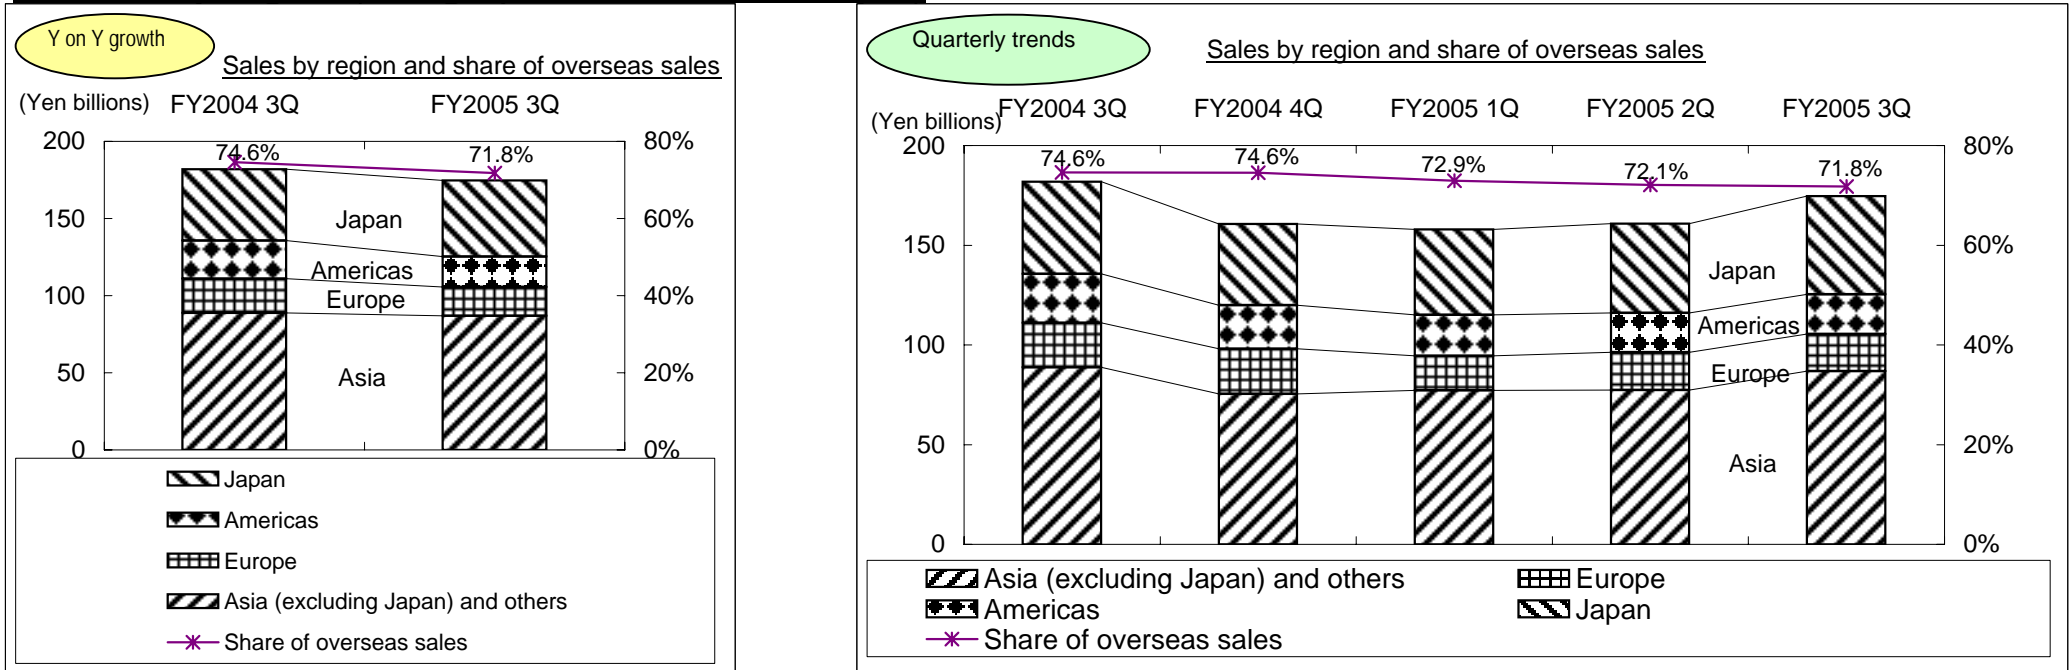 Y on Y growth
Sales by region and share of overseas sales
(Yen billions) FY2004 3Q FY2005 3Q
200 80%
74.6% 71.8%
150 60%
Japan
Americas
100 40%
Europe
50 20%
Asia
0 0%
Japan
Americas
Europe
Asia (excluding Japan) and others
Share of overseas sales
Quarterly trends
Sales by region and share of overseas sales
(Yen billions) FY2004 3Q FY2004 4Q FY2005 1Q FY2005 2Q FY2005 3Q
200 80%
74.6% 74.6% 72.9% 72.1% 71.8%
150 60%
Japan
Americas
100 40%
Europe
50 20%
Asia
0 0%
Asia (excluding Japan) and others Europe
Americas Japan
Share of overseas sales